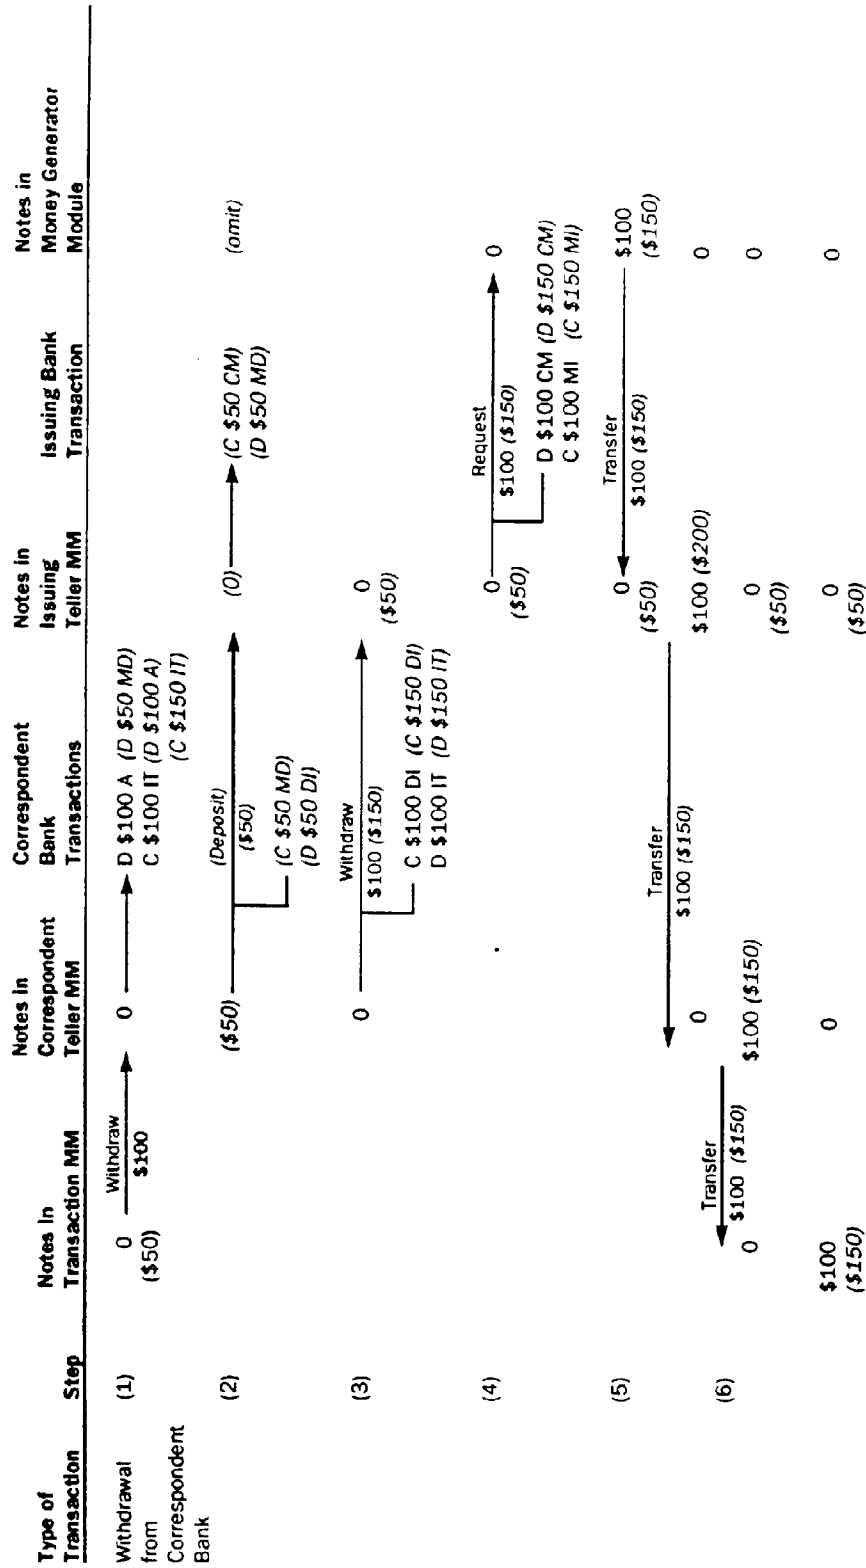 Type of Transaction
Step
Notes in Transaction MM
Notes in Correspondent Teller MM
Correspondent Bank Transactions
Notes in Issuing Teller MM
Issuing Bank Transaction
Notes in Money Generator Module
Withdrawal
from
Correspondent
Bank
(1)
0
($50)
Withdraw
$100
0
D $100 A (D $50 MD)
C $100 IT (D $100 A)
(C $150 IT)
(2)
($50)
(Deposit)
($50)
(C $50 MD)
(D $50 DI)
(0)
(C $50 CM)
(D $50 MD)
(omit)
(3)
0
Withdraw
$100 ($150)
C $100 DI (C $150 DI)
D $100 IT (D $150 IT)
0
($50)
(4)
0
($50)
Request
$100 ($150)
D $100 CM (D $150 CM)
C $100 MI (C $150 MI)
0
(5)
0
($50)
Transfer
$100 ($150)
$100
($150)
Transfer
$100 ($150)
0
$100 ($200)
0
(6)
Transfer
$100 ($150)
0
$100 ($150)
0
($50)
0
$100
($150)
0
0
($50)
0